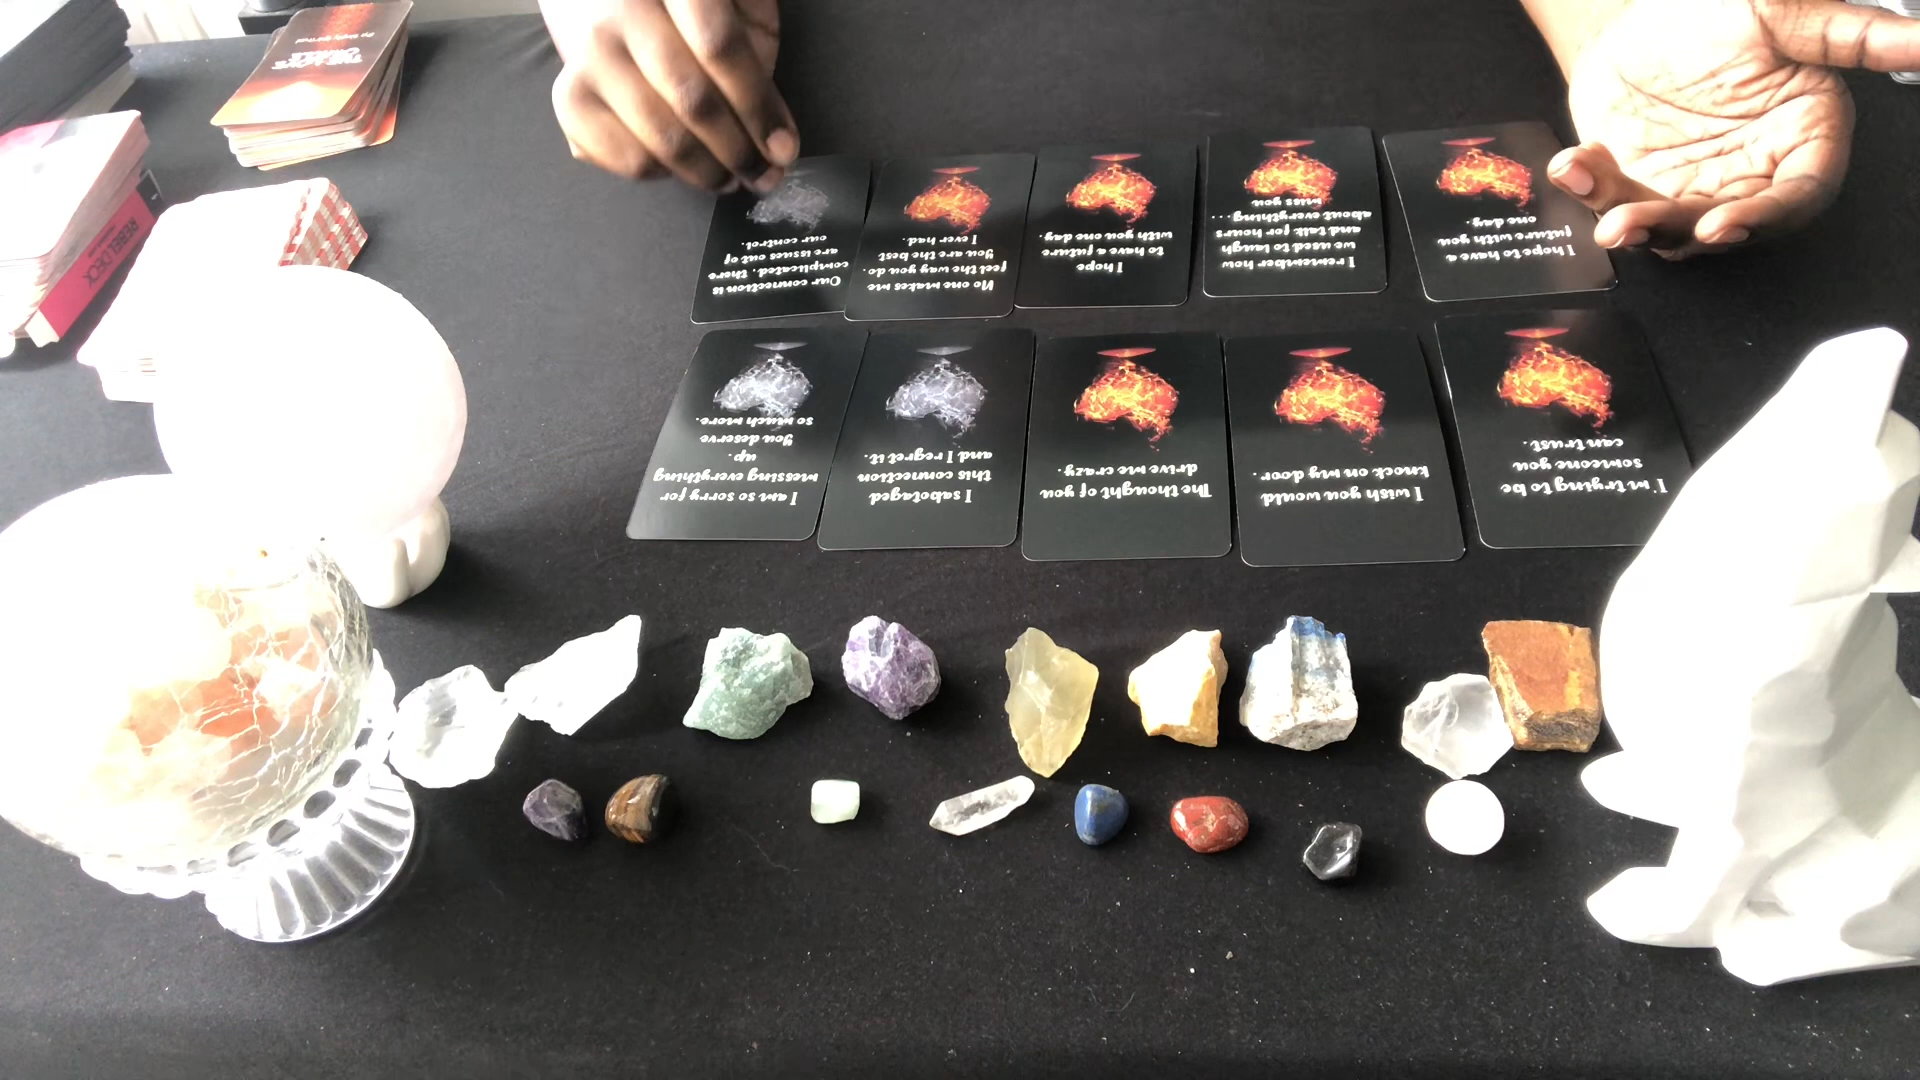 REBEL DECK
Our connection is
complicated. there
are issues out of
our control.
No one makes me
feel the way you do.
You are the best
I ever had.
I hope
to have a future
with you one day.
I remember how
we used to laugh
and talk for hours
about everything...
miss you
I hope to have a
future with you
one day.
I am so sorry for
messing everything
up.
You deserve
so much more.
I sabotaged
this connection
and I regret it.
The thought of you
drive me crazy.
I wish you would
knock on my door.
I'm trying to be
someone you
can trust.